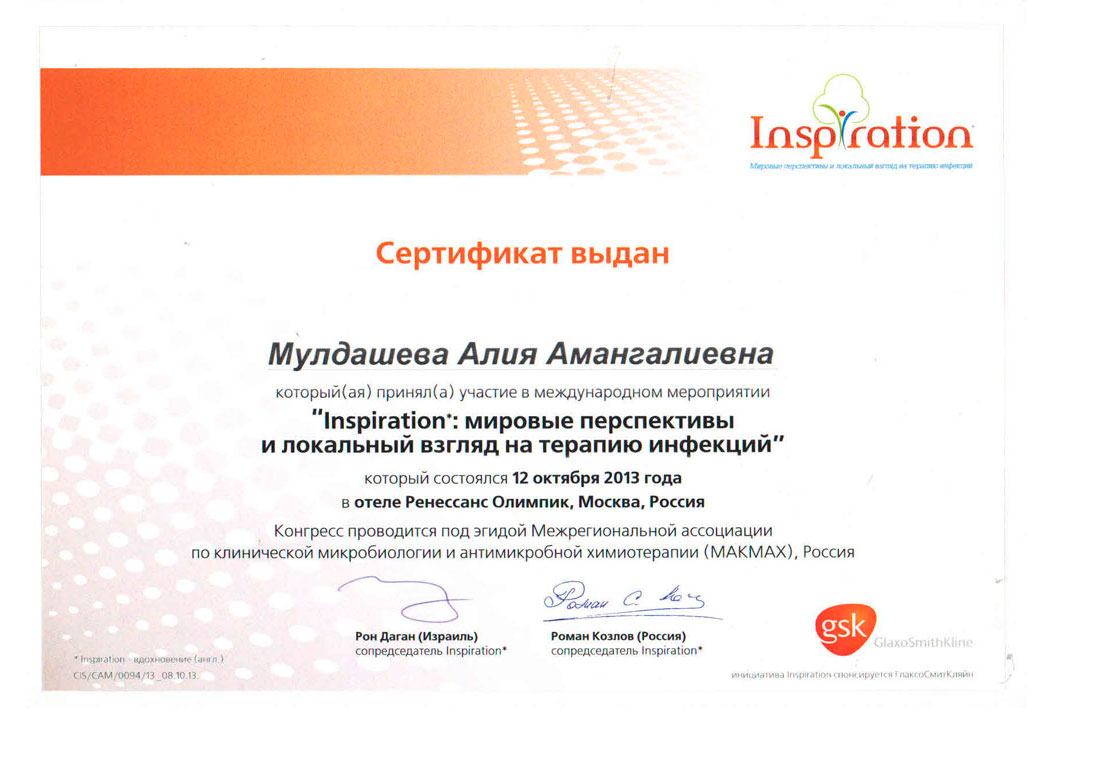 Inspiration
Мировые перспективы и локальный взгляд на терапию инфекций
Сертификат выдан
Мулдашева Алия Амангалиевна
который(ая) принял(а) участие в международном мероприятии
"Inspiration*: мировые перспективы
и локальный взгляд на терапию инфекций"
который состоялся 12 октября 2013 года
в отеле Ренессанс Олимпик, Москва, Россия
Конгресс проводится под эгидой Межрегиональной ассоциации
по клинической микробиологии и антимикробной химиотерапии (МАКМАХ), Россия
Роман С. Коз
Рон Даган (Израиль)
сопредседатель Inspiration*
Роман Козлов (Россия)
сопредседатель Inspiration*
gsk GlaxoSmithKline
* Inspiration - вдохновение (англ.)
CIS/CAM/0094/13_08.10.13.
инициатива Inspiration спонсируется ГлаксоСмитКляйн